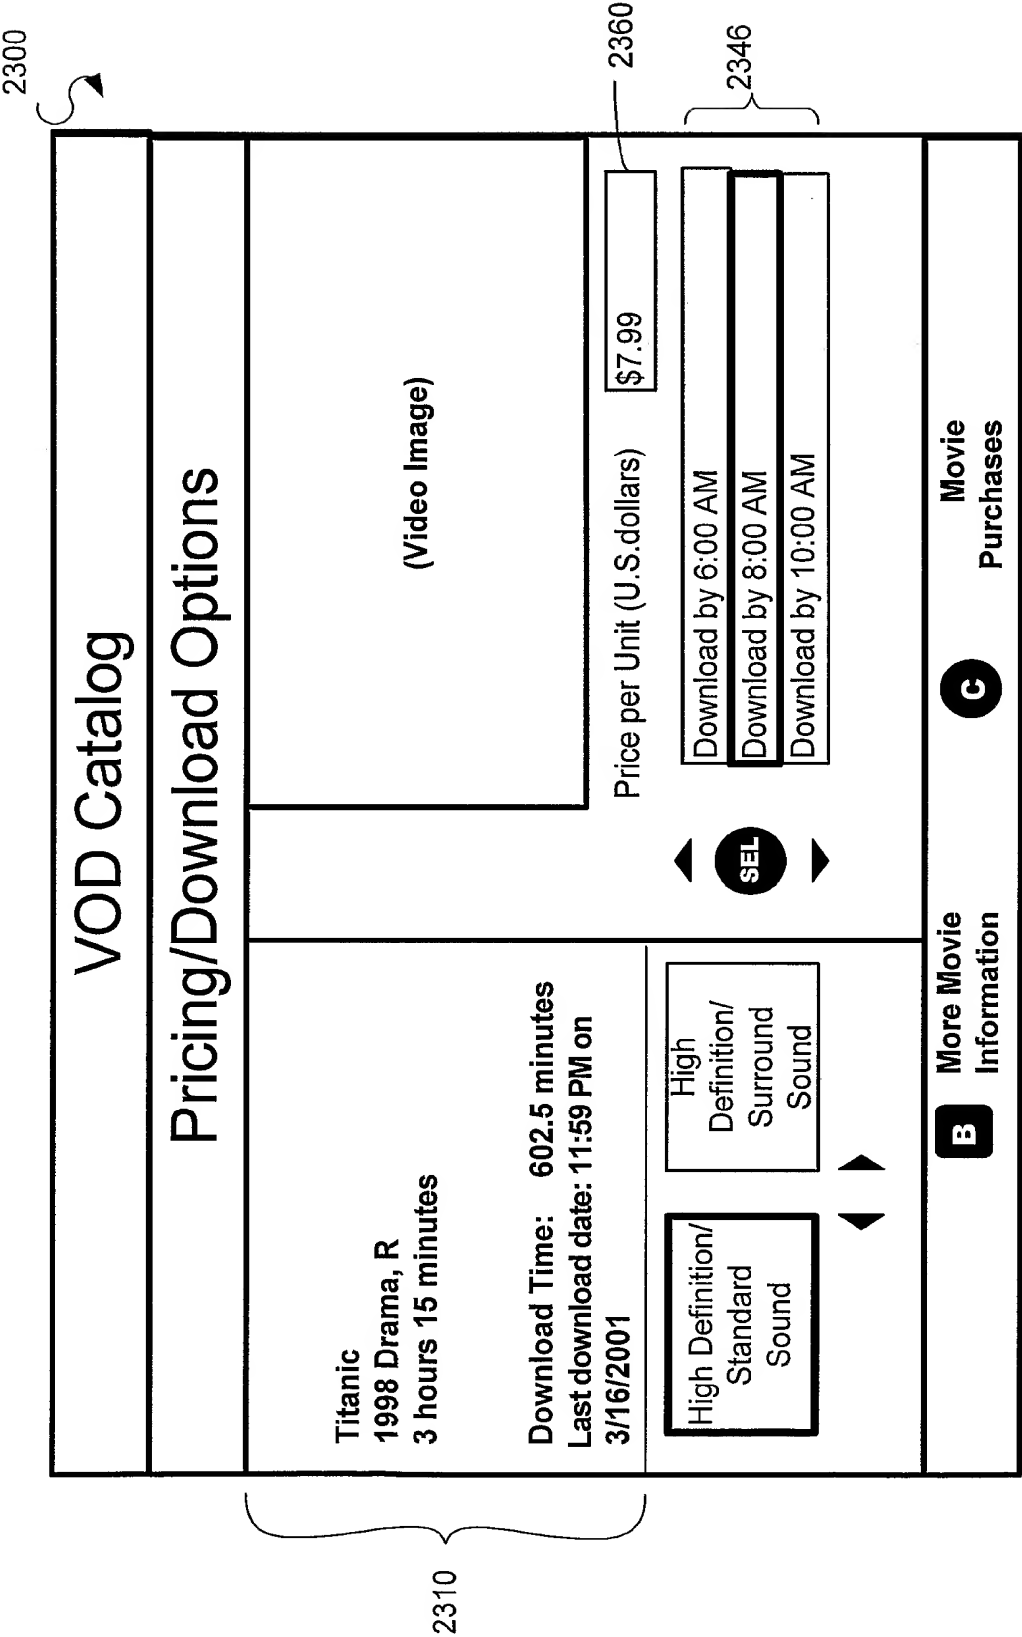 2300
VOD Catalog
Pricing/Download Options
2310
Titanic
1998 Drama, R
3 hours 15 minutes
Download Time: 602.5 minutes
Last download date: 11:59 PM on
3/16/2001
(Video Image)
Price per Unit (U.S.dollars)
$7.99
2360
High Definition/
Standard
Sound
High
Definition/
Surround
Sound
SEL
Download by 6:00 AM
Download by 8:00 AM
Download by 10:00 AM
2346
B
More Movie
Information
C
Movie
Purchases